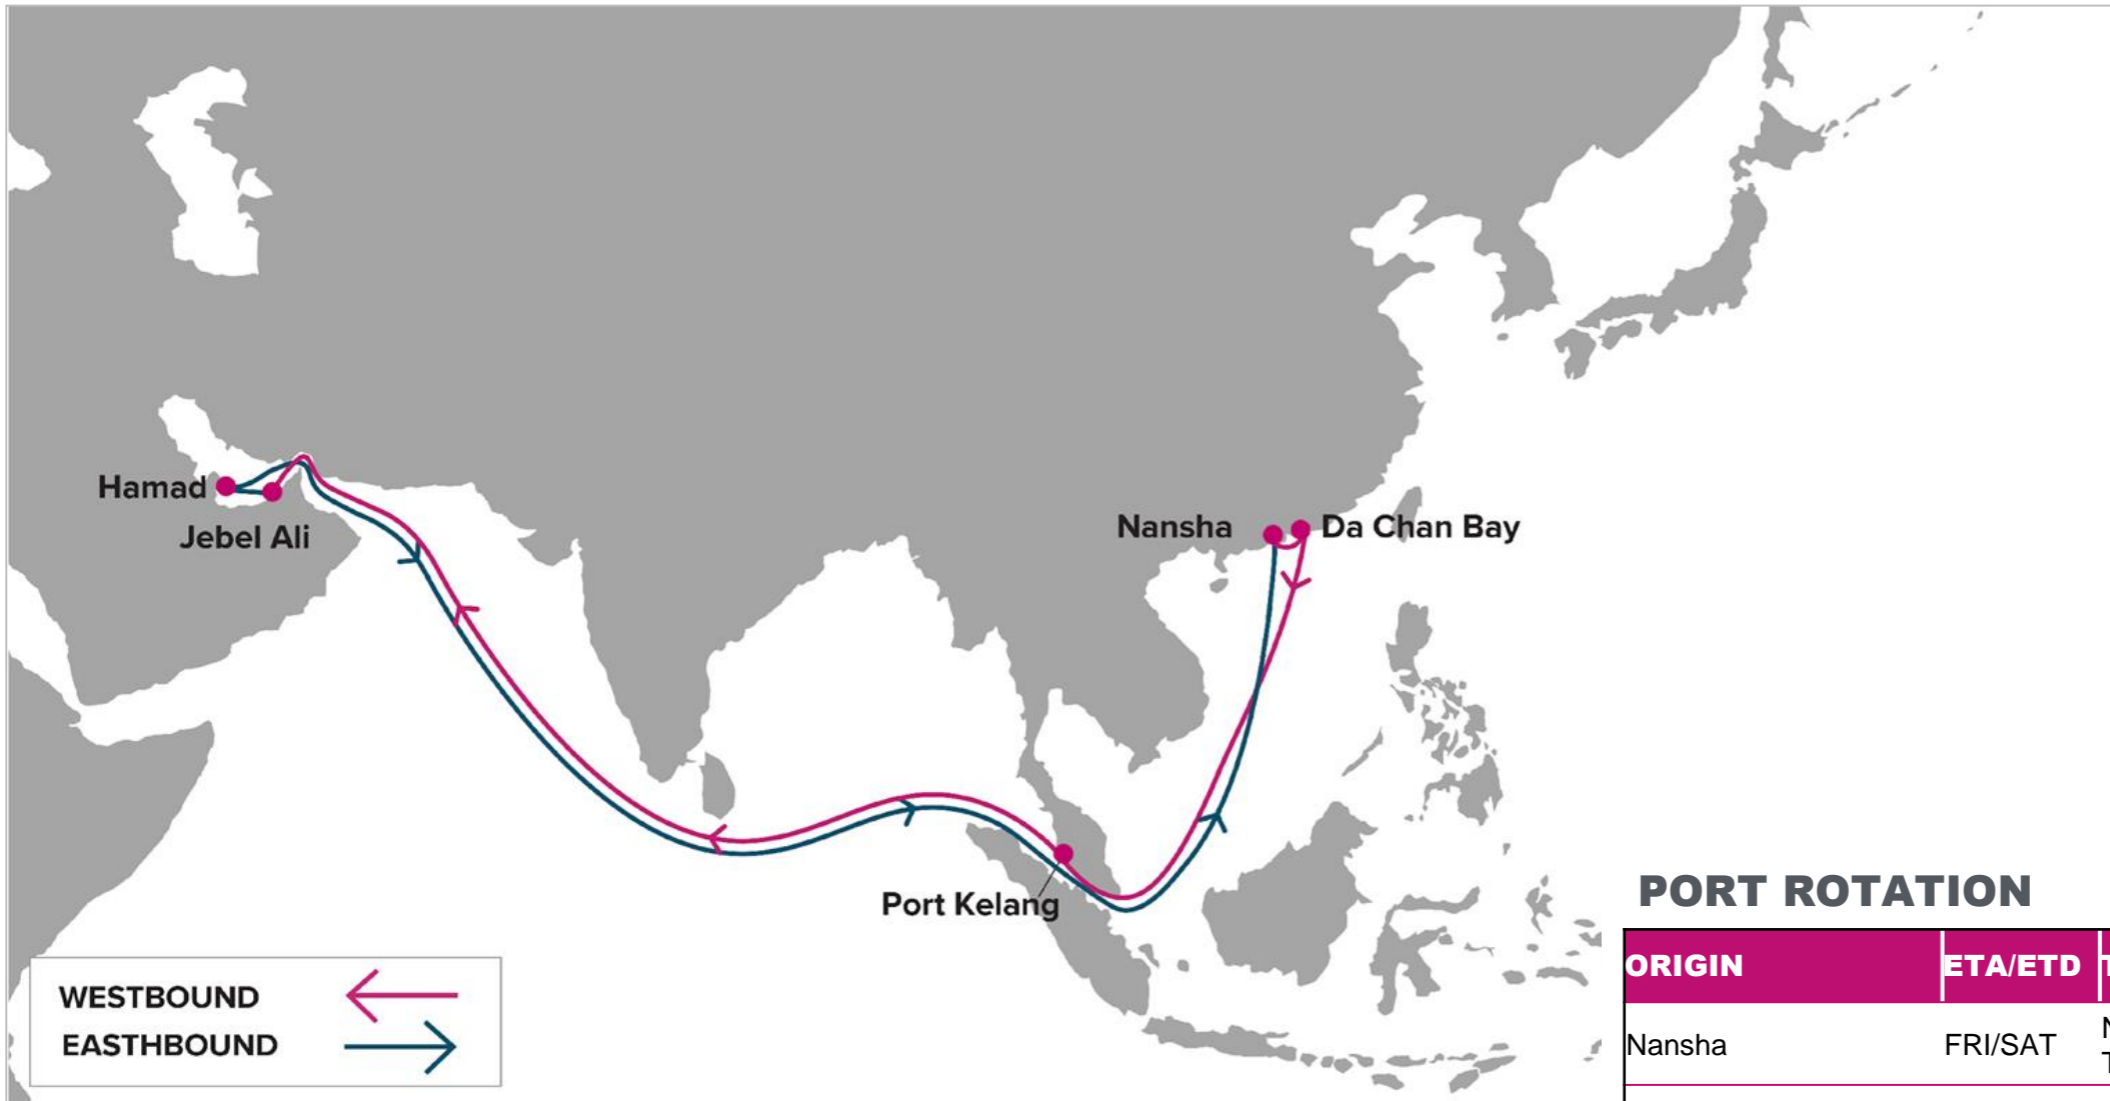 Hamad
Jebel Ali
Nansha
Da Chan Bay
Port Kelang
WESTBOUND
EASTHBOUND
PORT ROTATION
ORIGIN ETA/ETD
Nansha FRI/SAT